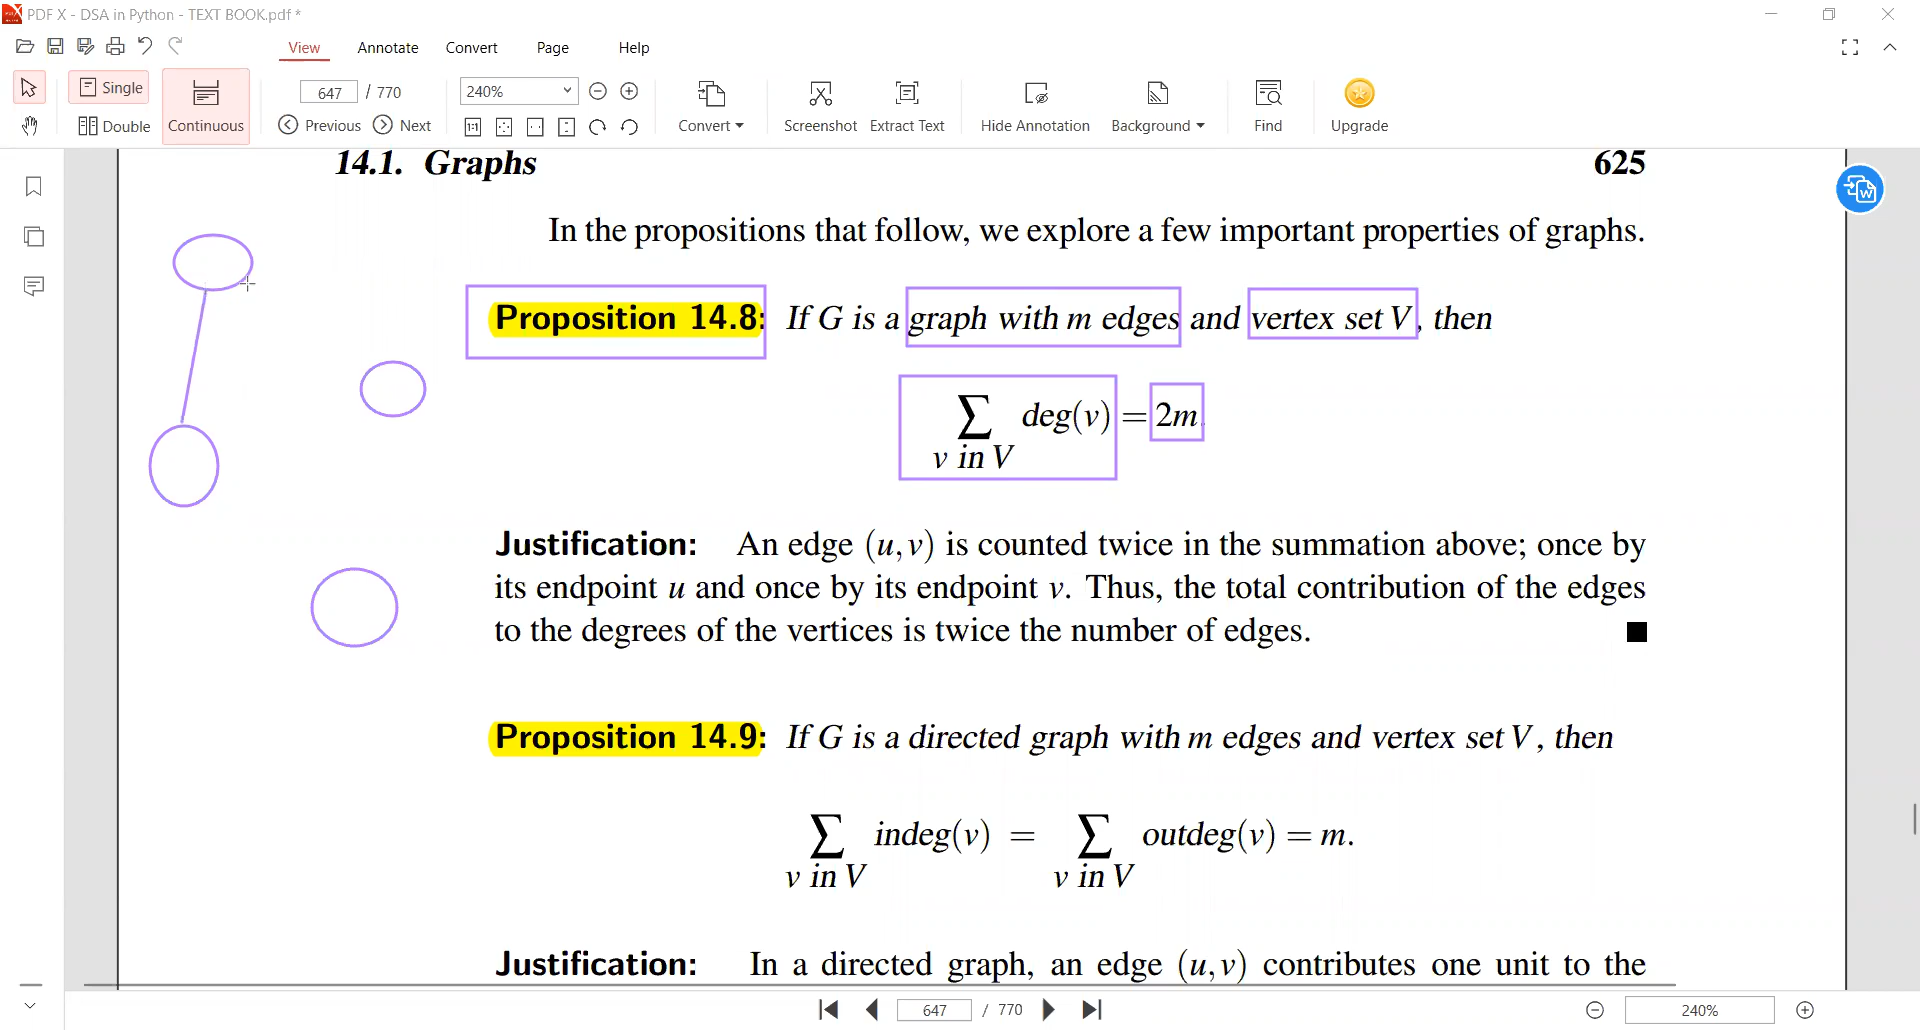 PDF X - DSA in Python - TEXT BOOK.pdf *
View Annotate Convert Page Help
Single Double Continuous
647 / 770
Previous Next
240%
1:1
Convert Screenshot Extract Text Hide Annotation Background Find Upgrade
14.1. Graphs 625
In the propositions that follow, we explore a few important properties of graphs.
Proposition 14.8: If G is a graph with m edges and vertex set V, then
∑ deg(v) = 2m
v in V
Justification: An edge (u,v) is counted twice in the summation above; once by
its endpoint u and once by its endpoint v. Thus, the total contribution of the edges
to the degrees of the vertices is twice the number of edges.
Proposition 14.9: If G is a directed graph with m edges and vertex set V, then
∑ indeg(v) = ∑ outdeg(v) = m.
v in V v in V
Justification: In a directed graph, an edge (u,v) contributes one unit to the
647 / 770
240%